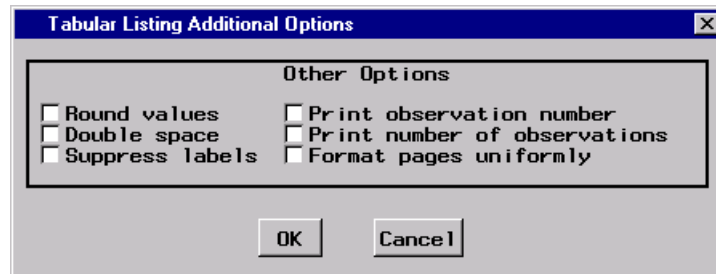 Tabular Listing Additional Options
Other Options
Round values Print observation number
Double space Print number of observations
Suppress labels Format pages uniformly
OK Cancel